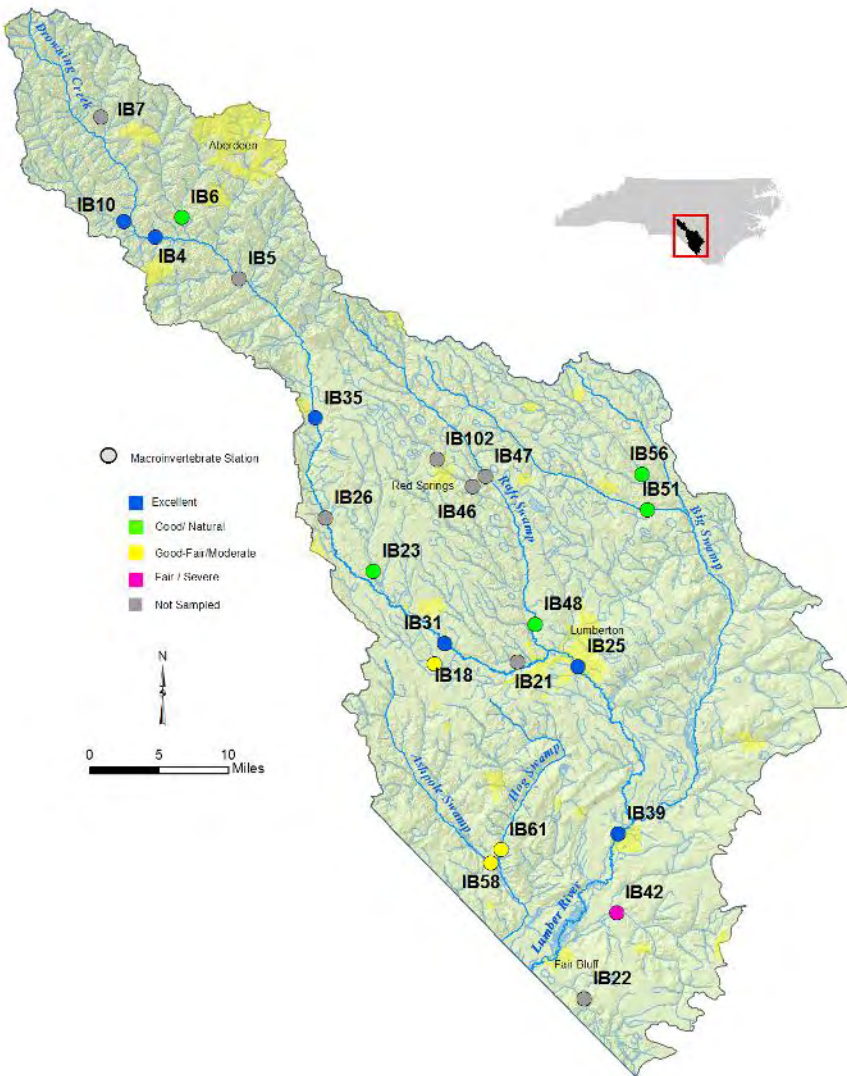 Drowning Creek
IB7
Aberdeen
IB6
IB10
IB4
IB5
IB35
IB102
IB47
IB56
Macroinvertebrate Station
Red Springs
IB46
Raft Swamp
IB51
Big Swamp
Excellent
Good/ Natural
Good-Fair/Moderate
Fair / Severe
Not Sampled
IB26
IB23
IB48
Lumberton
IB31
IB25
IB18
IB21
N
0 5 10
Miles
Ashpole Swamp
Hog Swamp
IB39
IB61
IB58
IB42
Lumber River
Fair Bluff
IB22